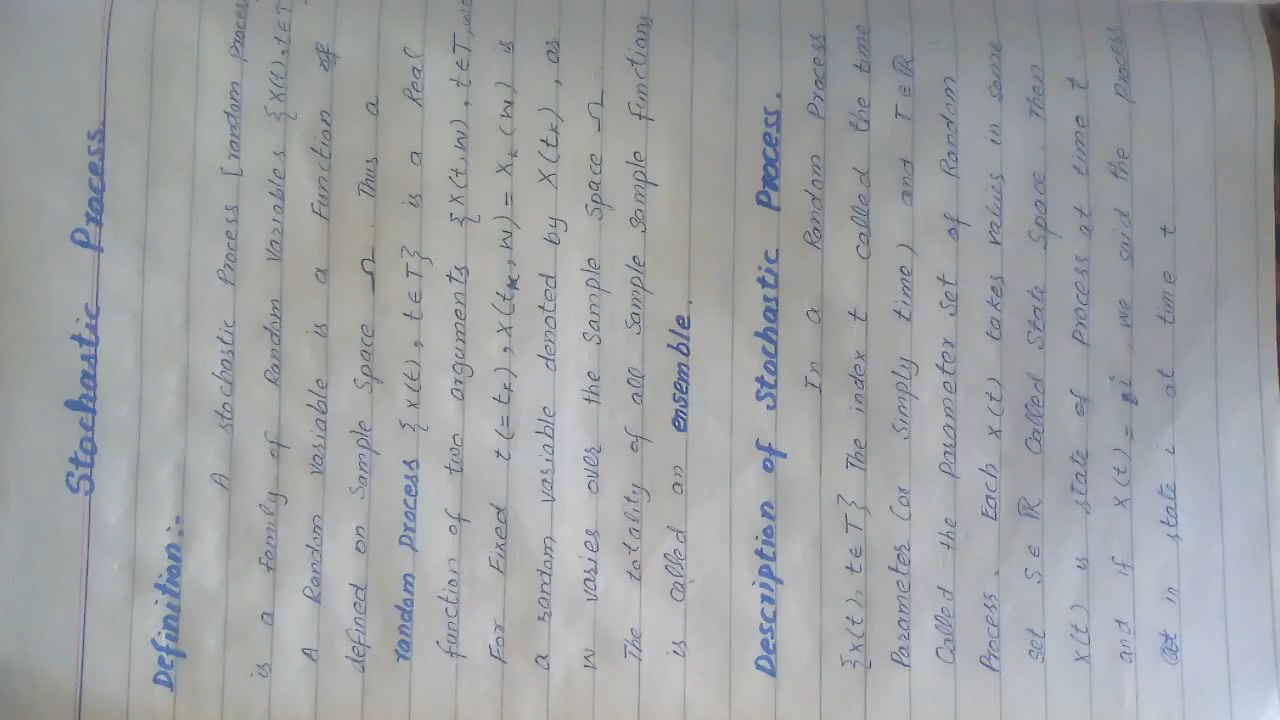 Stochastic Process
Definition:-
A stochastic Process [random Process
is a family of Random variables {X(t), t∈T
A Random variable is a Function of
defined on Sample Space Ω. Thus a
random process {x(t), t∈T} is a Real
function of two arguments {X(t,w), t∈T,
For Fixed t(=tk), X(tk,w) = Xk(w) is
a random variable denoted by X(tk), as
w varies over the Sample Space Ω
The totality of all Sample sample functions
is called an ensemble.
Description of Stochastic Process.
In a Random Process
{x(t), t∈T} The index t called the time
Parameter (or Simply time) and T∈ℝ
Called the parameter set of Random
Process. Each x(t) takes values in some
set S∈ℝ Called State Space. Then
X(t) is state of process at time t
and if X(t)=i, we said the process
in state i at time t